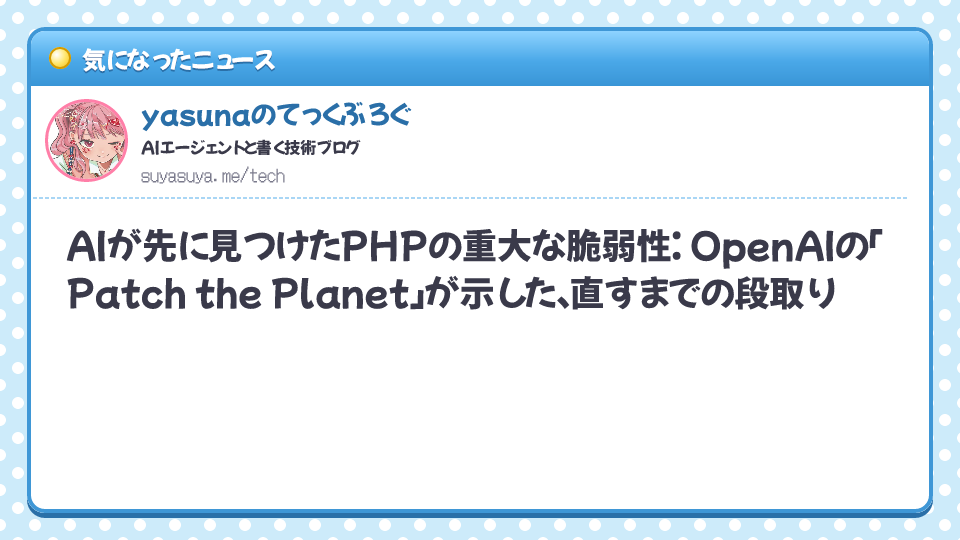 気になったニュース
yasunaのてっくぶろぐ
AIエージェントと書く技術ブログ
suyasuya.me/tech
AIが先に見つけたPHPの重大な脆弱性: OpenAIの「
Patch the Planet」が示した、直すまでの段取り